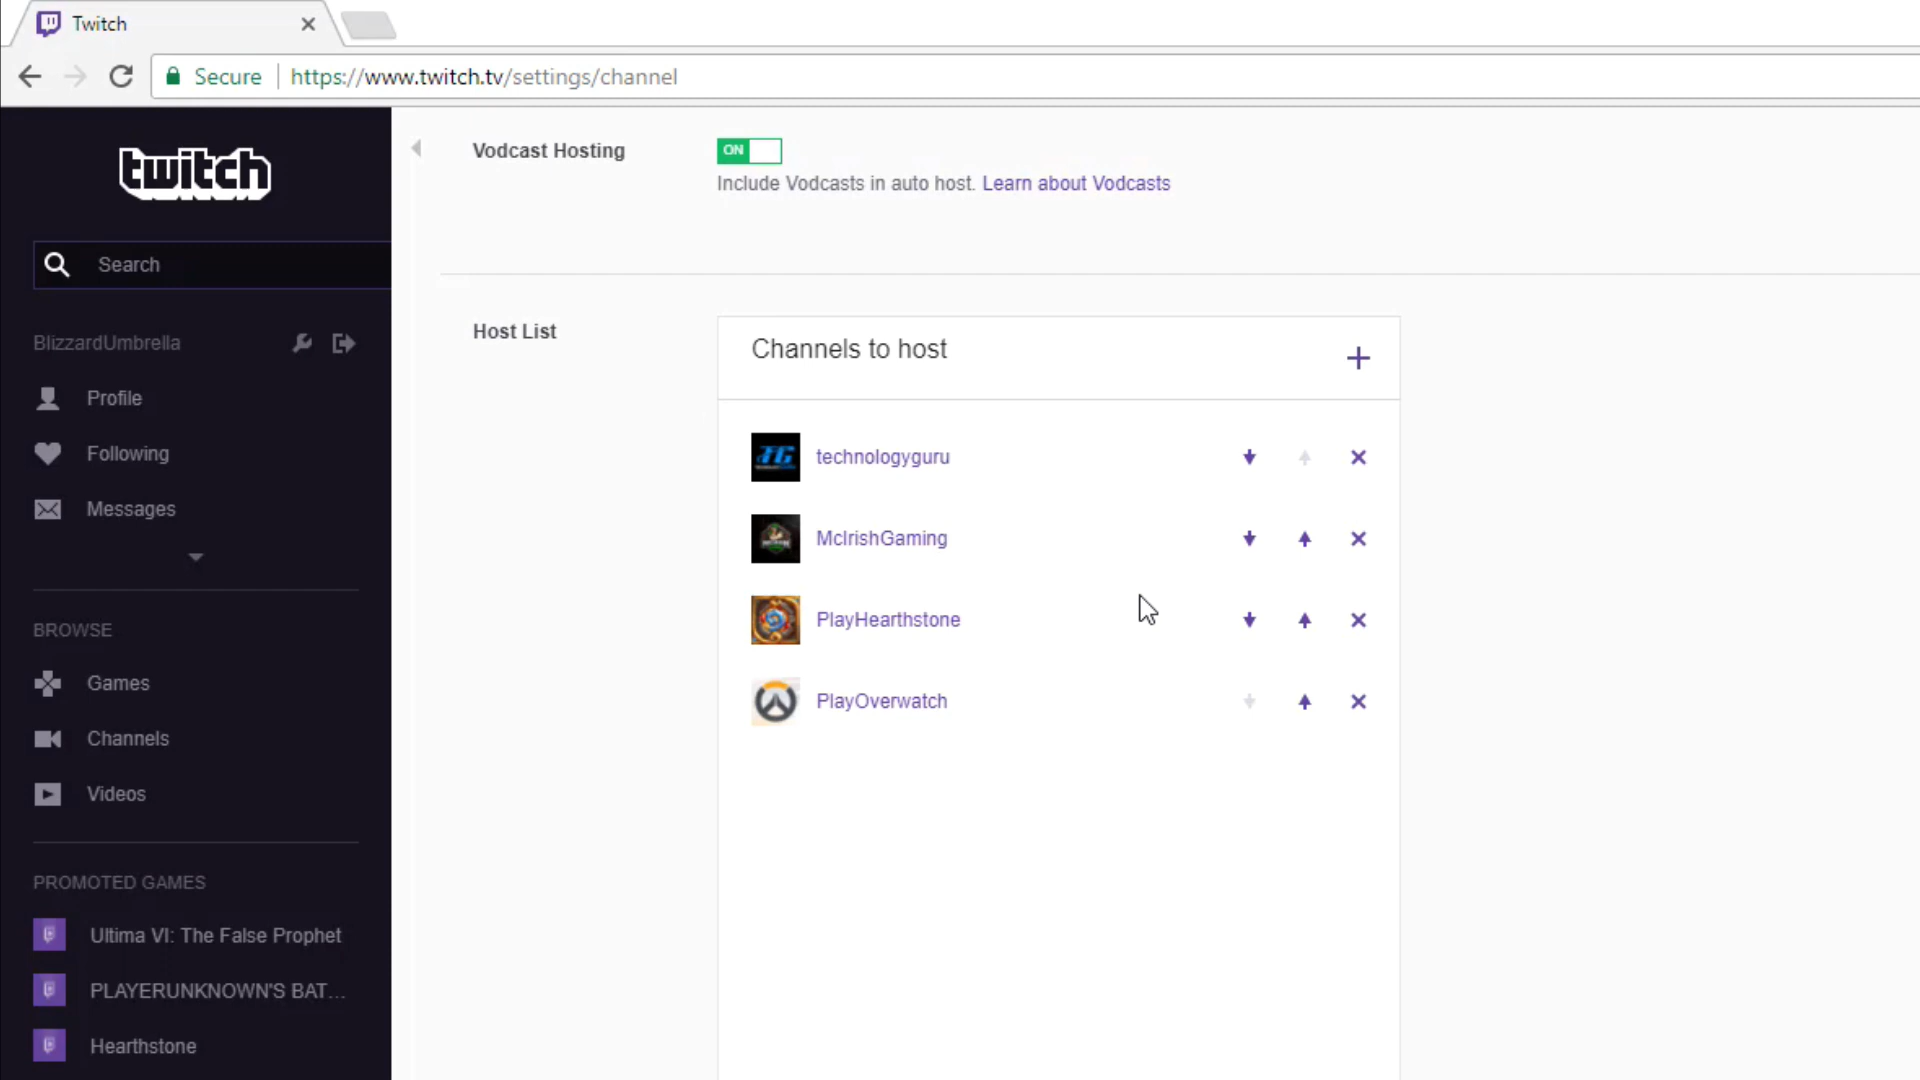 Twitch
Secure https://www.twitch.tv/settings/channel
twitch
Search
BlizzardUmbrella
Profile
Following
Messages
BROWSE
Games
Channels
Videos
PROMOTED GAMES
Ultima VI: The False Prophet
PLAYERUNKNOWN'S BAT...
Hearthstone
Vodcast Hosting
ON
Include Vodcasts in auto host. Learn about Vodcasts
Host List
Channels to host
TG
technologyguru
McIrishGaming
PlayHearthstone
PlayOverwatch